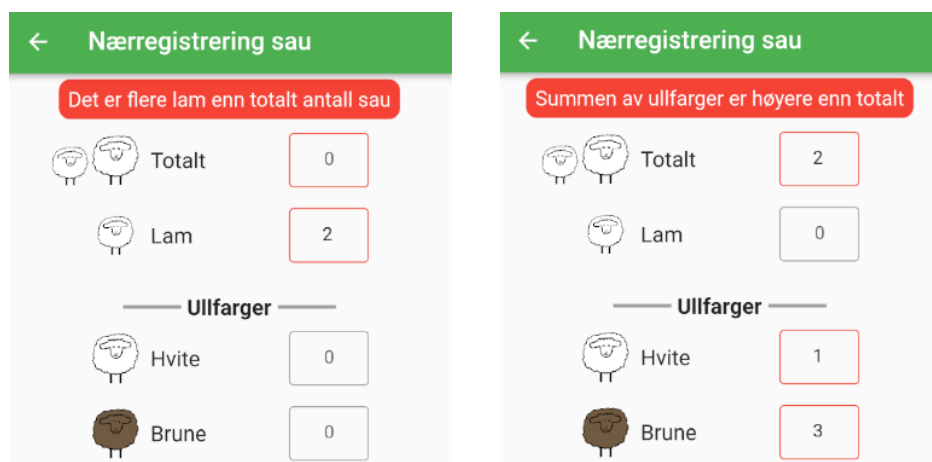 Nærregistrering sau
Det er flere lam enn totalt antall sau
Totalt 0
Lam 2
Ullfarger
Hvite 0
Brune 0
Nærregistrering sau
Summen av ullfarger er høyere enn totalt
Totalt 2
Lam 0
Ullfarger
Hvite 1
Brune 3